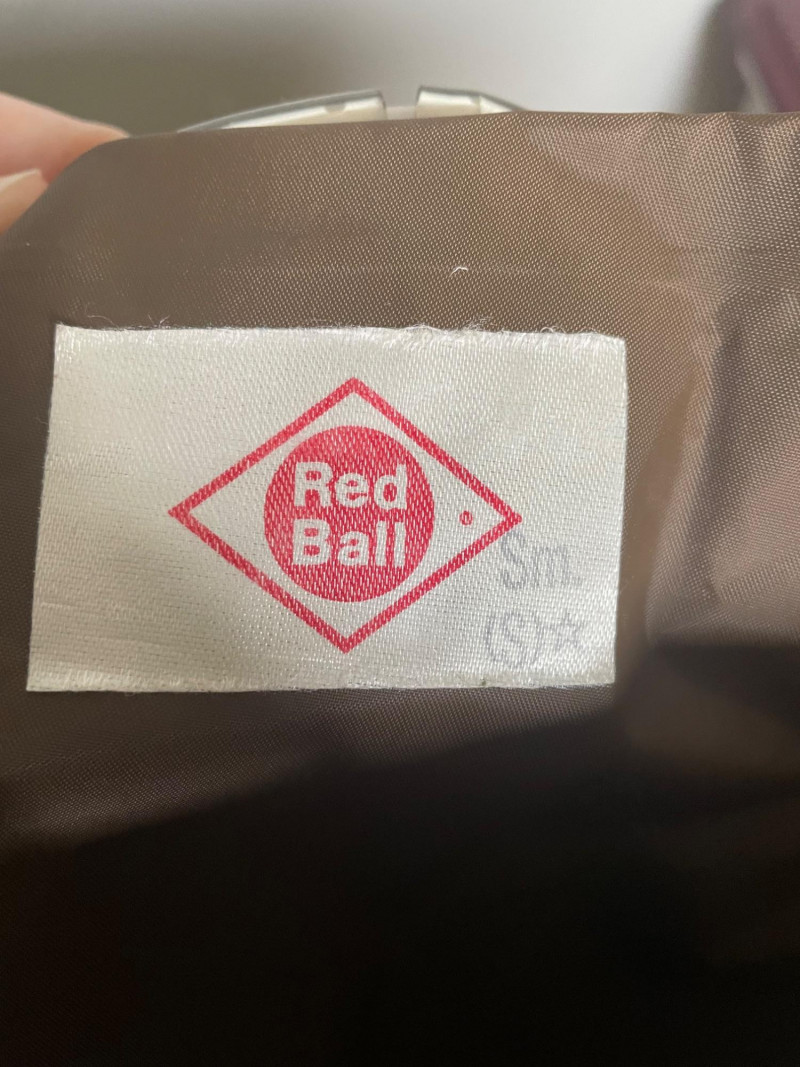 Red
Ball
®
Sm.
(S)☆